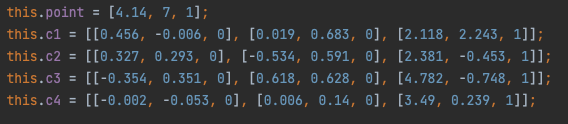 this.point = [4.14, 7, 1];
this.c1 = [[0.456, -0.006, 0], [0.019, 0.683, 0], [2.118, 2.243, 1]];
this.c2 = [[0.327, 0.293, 0], [-0.534, 0.591, 0], [2.381, -0.453, 1]];
this.c3 = [[-0.354, 0.351, 0], [0.618, 0.628, 0], [4.782, -0.748, 1]];
this.c4 = [[-0.002, -0.053, 0], [0.006, 0.14, 0], [3.49, 0.239, 1]];